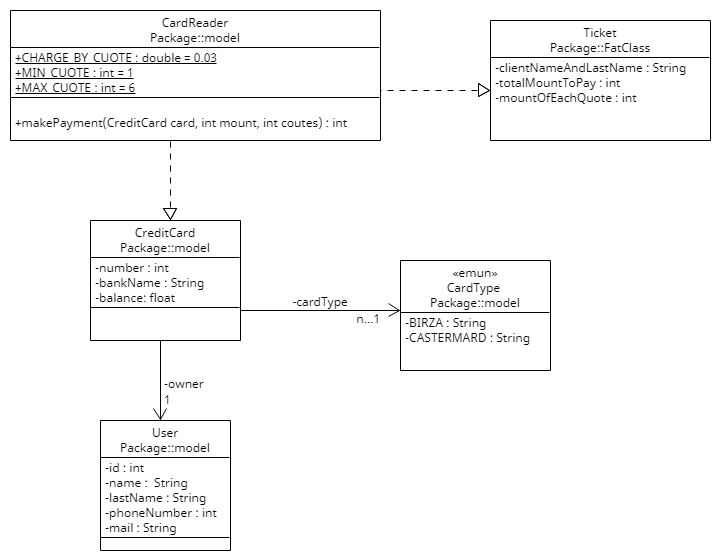 CardReader
Package::model
+CHARGE_BY_CUOTE : double = 0.03
+MIN_CUOTE : int = 1
+MAX_CUOTE : int = 6
+makePayment(CreditCard card, int mount, int coutes) : int
Ticket
Package::FatClass
-clientNameAndLastName : String
-totalMountToPay : int
-mountOfEachQuote : int
CreditCard
Package::model
-number : int
-bankName : String
-balance: float
-cardType
n...1
«emun»
CardType
Package::model
-BIRZA : String
-CASTERMARD : String
-owner
1
User
Package::model
-id : int
-name :  String
-lastName : String
-phoneNumber : int
-mail : String